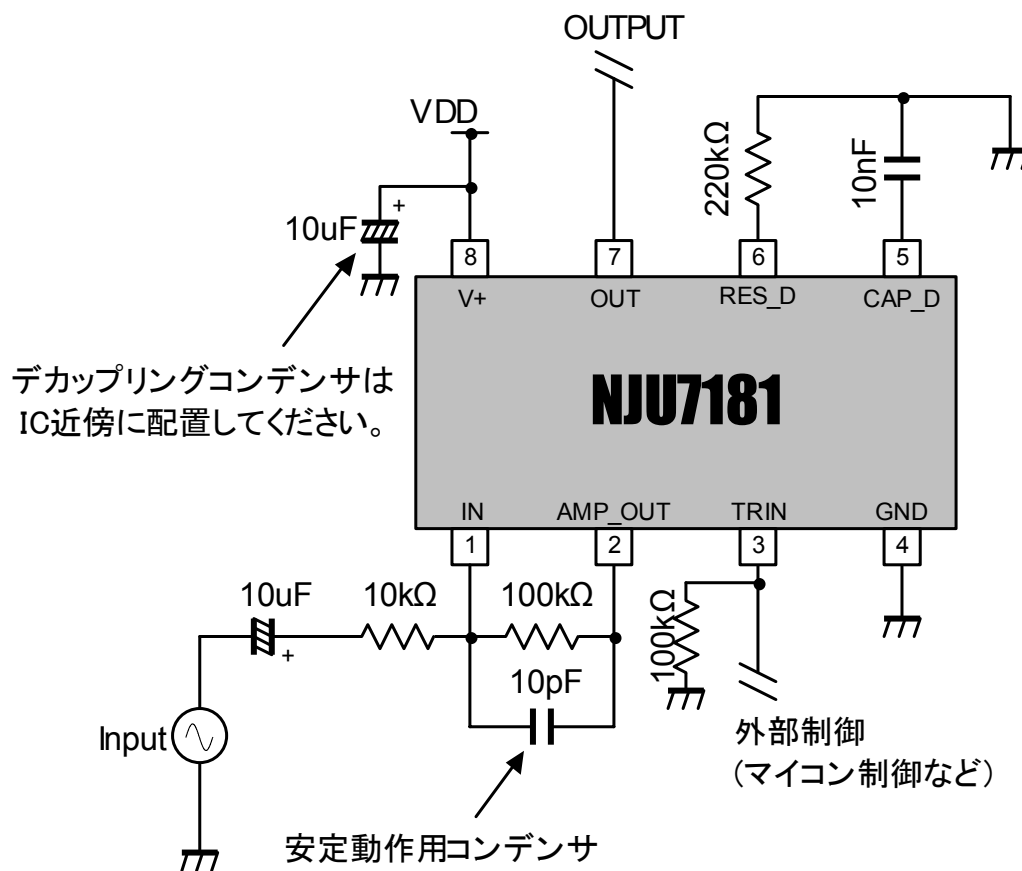 OUTPUT
VDD
10uF
+
220kΩ
10nF
8
7
6
5
V+
OUT
RES_D
CAP_D
デカップリングコンデンサは
IC近傍に配置してください。
NJU7181
IN
AMP_OUT
TRIN
GND
1
2
3
4
10uF
+
10kΩ
100kΩ
10pF
100kΩ
Input
外部制御
(マイコン制御など)
安定動作用コンデンサ